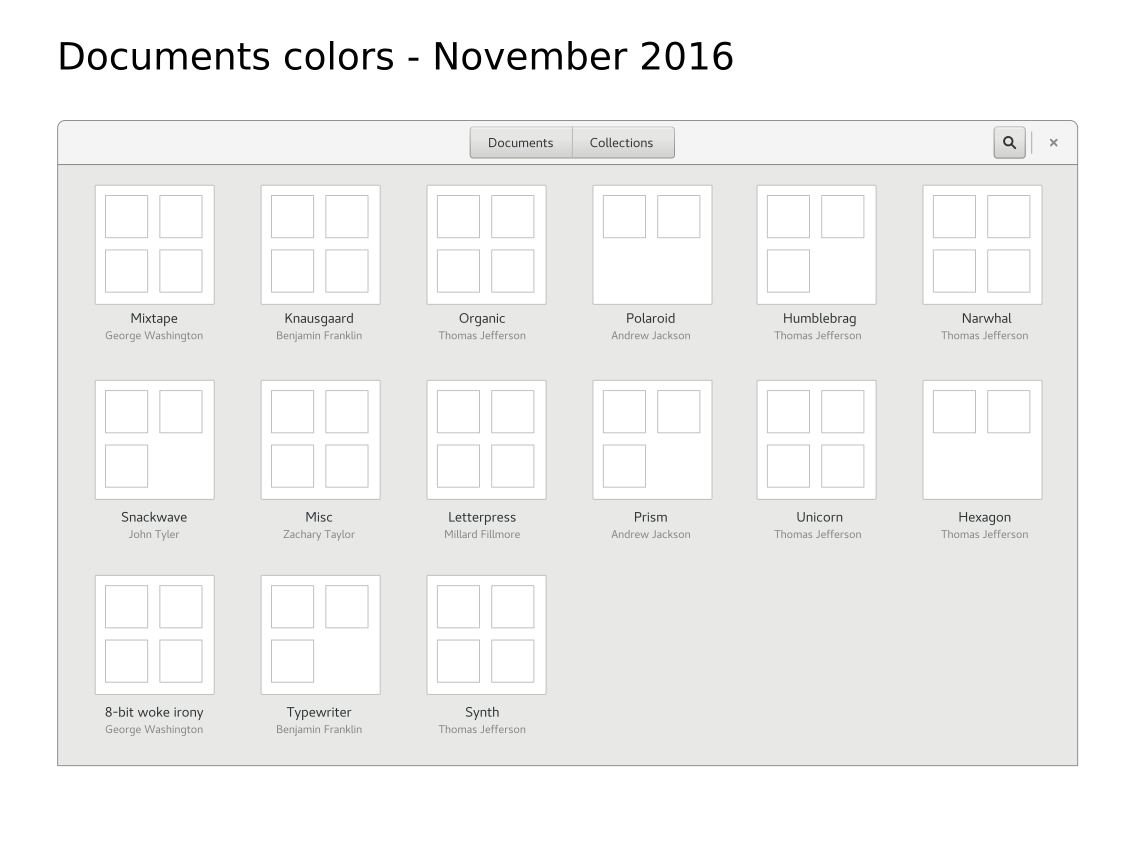 Documents colors - November 2016
Documents Collections
Mixtape Knausgaard Organic Polaroid Humblebrag Narwhal
George Washington Benjamin Franklin Thomas Jefferson Andrew Jackson Thomas Jefferson Thomas Jefferson
Snackwave Misc Letterpress Prism Unicorn Hexagon
John Tyler Zachary Taylor Millard Fillmore Andrew Jackson Thomas Jefferson Thomas Jefferson
8-bit woke irony Typewriter Synth
George Washington Benjamin Franklin Thomas Jefferson